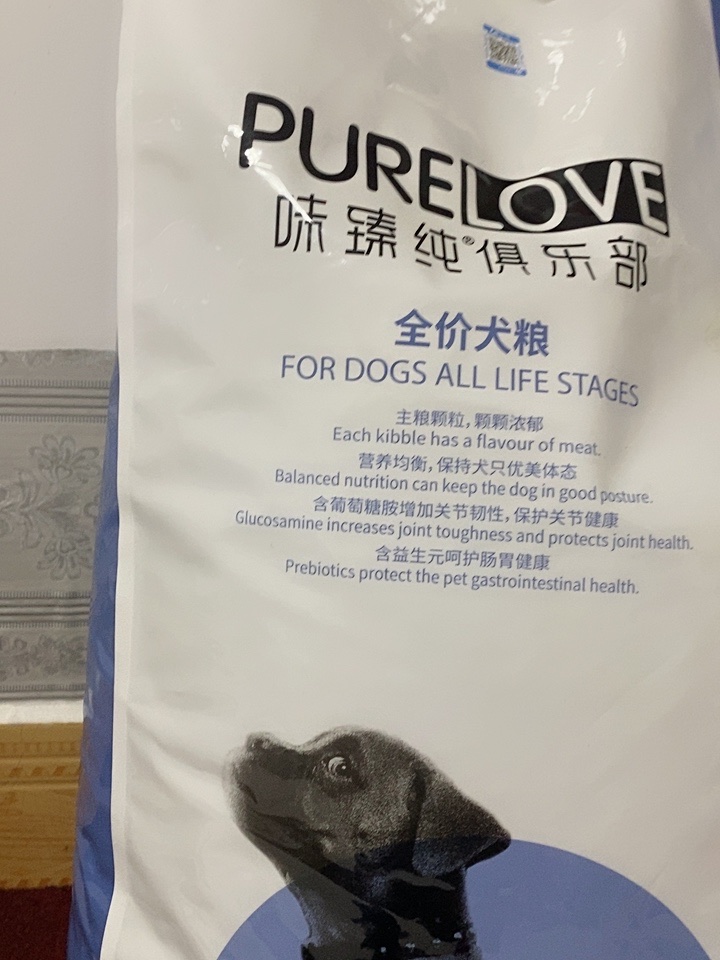 PURELOVE
味臻纯®俱乐部
全价犬粮
FOR DOGS ALL LIFE STAGES
主粮颗粒，颗颗浓郁
Each kibble has a flavour of meat.
营养均衡，保持犬只优美体态
Balanced nutrition can keep the dog in good posture.
含葡萄糖胺增加关节韧性，保护关节健康
Glucosamine increases joint toughness and protects joint health.
含益生元呵护肠胃健康
Prebiotics protect the pet gastrointestinal health.